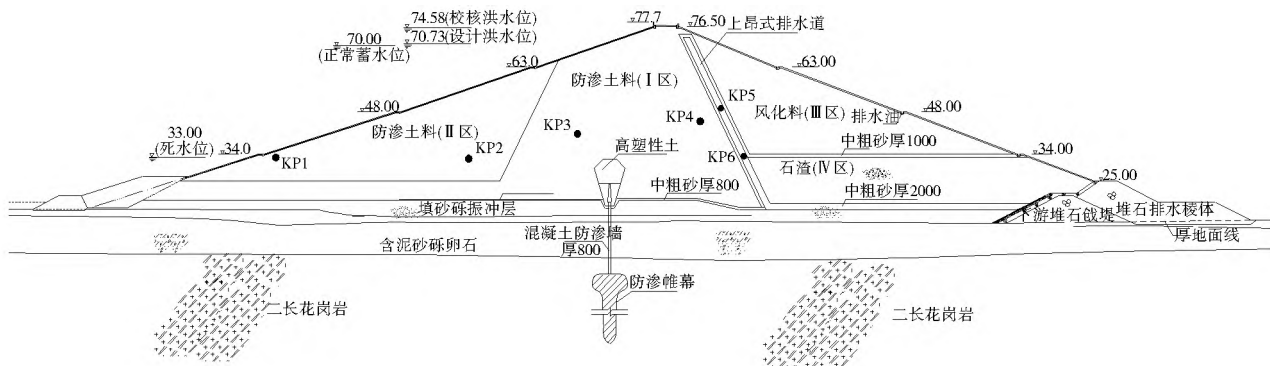 74.58(校核洪水位)
70.73(设计洪水位)
70.00
(正常蓄水位)
77.7
76.50
上昂式排水道
63.0
63.00
防渗土料(Ⅰ区)
KP5
KP4
风化料(Ⅲ区)
排水油
48.00
48.00
防渗土料(Ⅱ区)
KP3
33.00
(死水位)
34.0
KP1
KP2
高塑性土
KP6
中粗砂厚1000
34.00
石渣(Ⅳ区)
25.00
中粗砂厚800
中粗砂厚2000
填砂砾振冲层
下游堆石戗堤
堆石排水棱体
混凝土防渗墙
厚800
含泥砂砾卵石
厚地面线
防渗帷幕
二长花岗岩
二长花岗岩